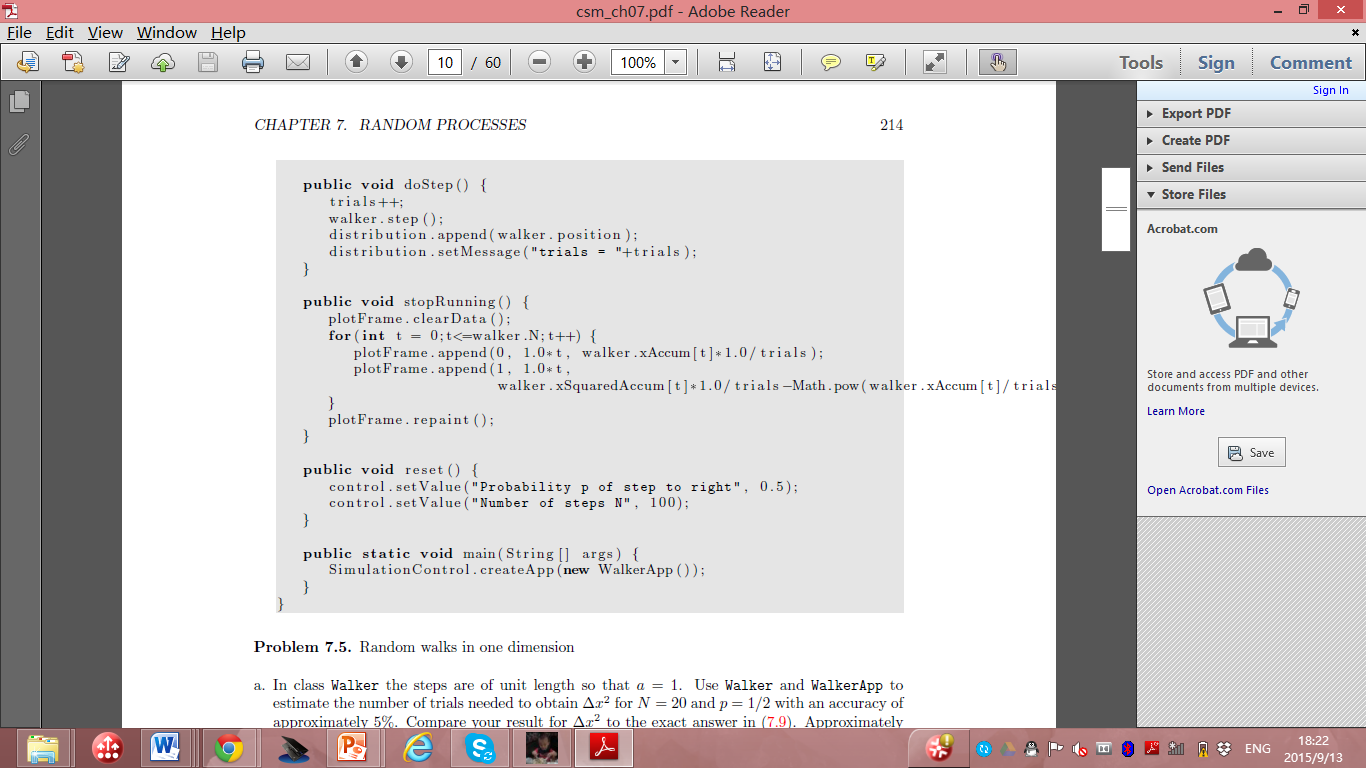 csm_ch07.pdf - Adobe Reader
File Edit View Window Help
10 / 60 100% Tools Sign Comment
Sign In
Export PDF
Create PDF
Send Files
Store Files
Acrobat.com
Store and access PDF and other
documents from multiple devices.
Learn More
Save
Open Acrobat.com Files
CHAPTER 7. RANDOM PROCESSES 214
public void doStep() {
trials++;
walker.step();
distribution.append(walker.position);
distribution.setMessage("trials = "+trials);
}
public void stopRunning() {
plotFrame.clearData();
for(int t = 0;t<=walker.N;t++) {
plotFrame.append(0, 1.0*t, walker.xAccum[t]*1.0/trials);
plotFrame.append(1, 1.0*t,
walker.xSquaredAccum[t]*1.0/trials-Math.pow(walker.xAccum[t]/trials
}
plotFrame.repaint();
}
public void reset() {
control.setValue("Probability p of step to right", 0.5);
control.setValue("Number of steps N", 100);
}
public static void main(String[] args) {
SimulationControl.createApp(new WalkerApp());
}
}
Problem 7.5. Random walks in one dimension
a. In class Walker the steps are of unit length so that a = 1. Use Walker and WalkerApp to
estimate the number of trials needed to obtain Δx² for N = 20 and p = 1/2 with an accuracy of
approximately 5%. Compare your result for Δx² to the exact answer in (7.9). Approximately
ENG
18:22
2015/9/13